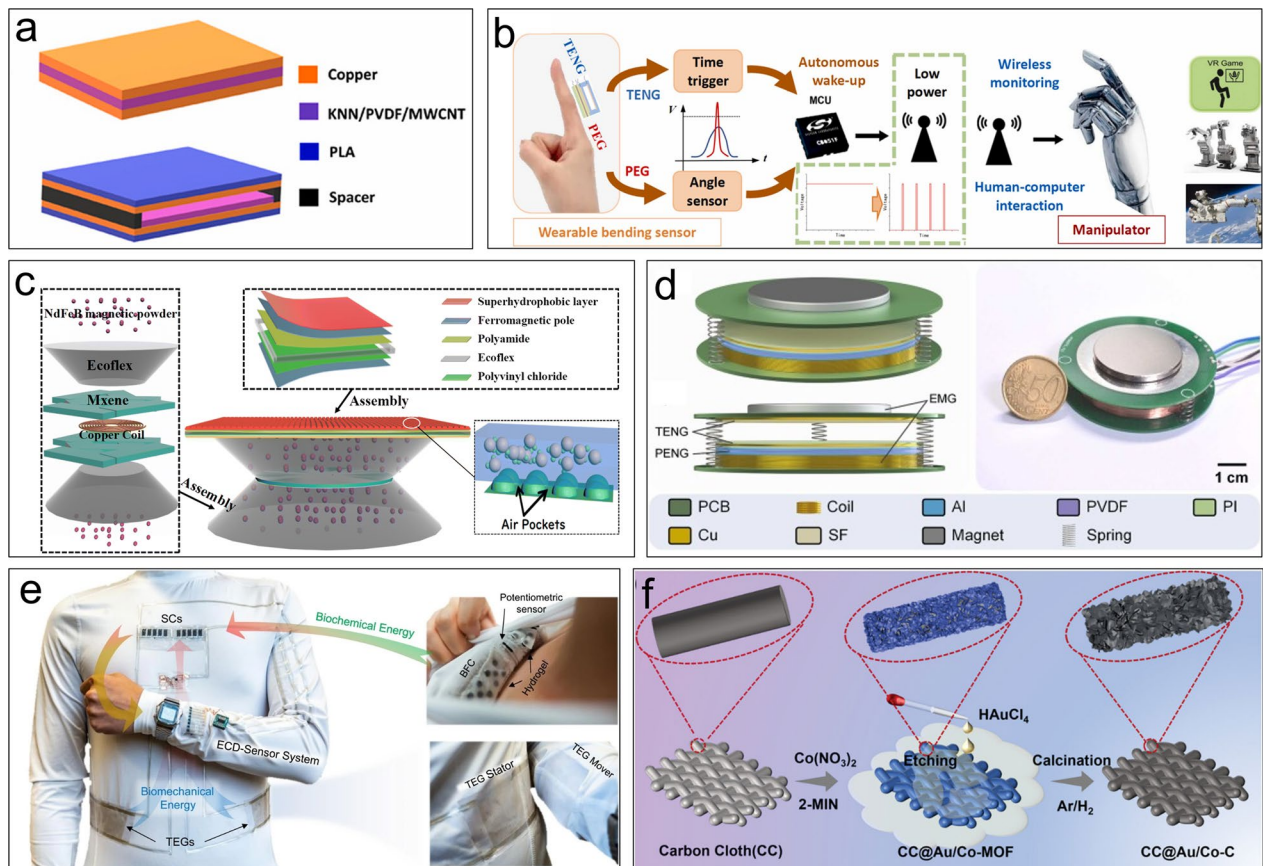 a
Copper
KNN/PVDF/MWCNT
PLA
Spacer
b
TENG
PEG
Wearable bending sensor
TENG
PEG
Time
trigger
V
t
Angle
sensor
Autonomous
wake-up
MCU
C8051F
Voltage
Time
Voltage
Time
Low
power
Wireless
monitoring
Human-computer
interaction
Manipulator
VR Game
c
NdFeB magnetic powder
Ecoflex
Mxene
Copper Coil
Assembly
Superhydrophobic layer
Ferromagnetic pole
Polyamide
Ecoflex
Polyvinyl chloride
Assembly
Air Pockets
d
TENG
PENG
EMG
1 cm
PCB
Coil
Al
PVDF
PI
Cu
SF
Magnet
Spring
e
SCs
Biochemical Energy
ECD-Sensor System
Biomechanical
Energy
TEGs
Potentiometric
sensor
BFC
Hydrogel
TEG Stator
TEG Mover
f
HAuCl4
Co(NO3)2
2-MIN
Etching
Calcination
Ar/H2
Carbon Cloth(CC)
CC@Au/Co-MOF
CC@Au/Co-C